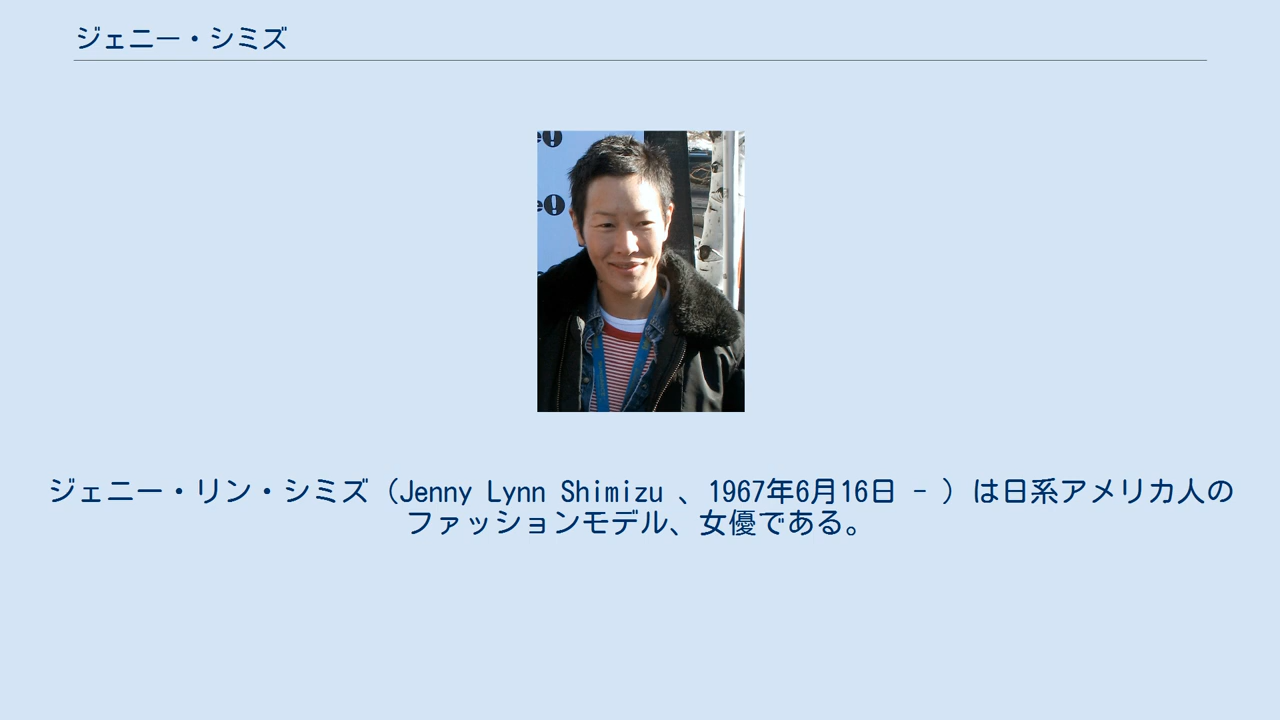 ジェニー・シミズ
e!
e!
ジェニー・リン・シミズ（Jenny Lynn Shimizu 、1967年6月16日 - ）は日系アメリカ人の
ファッションモデル、女優である。